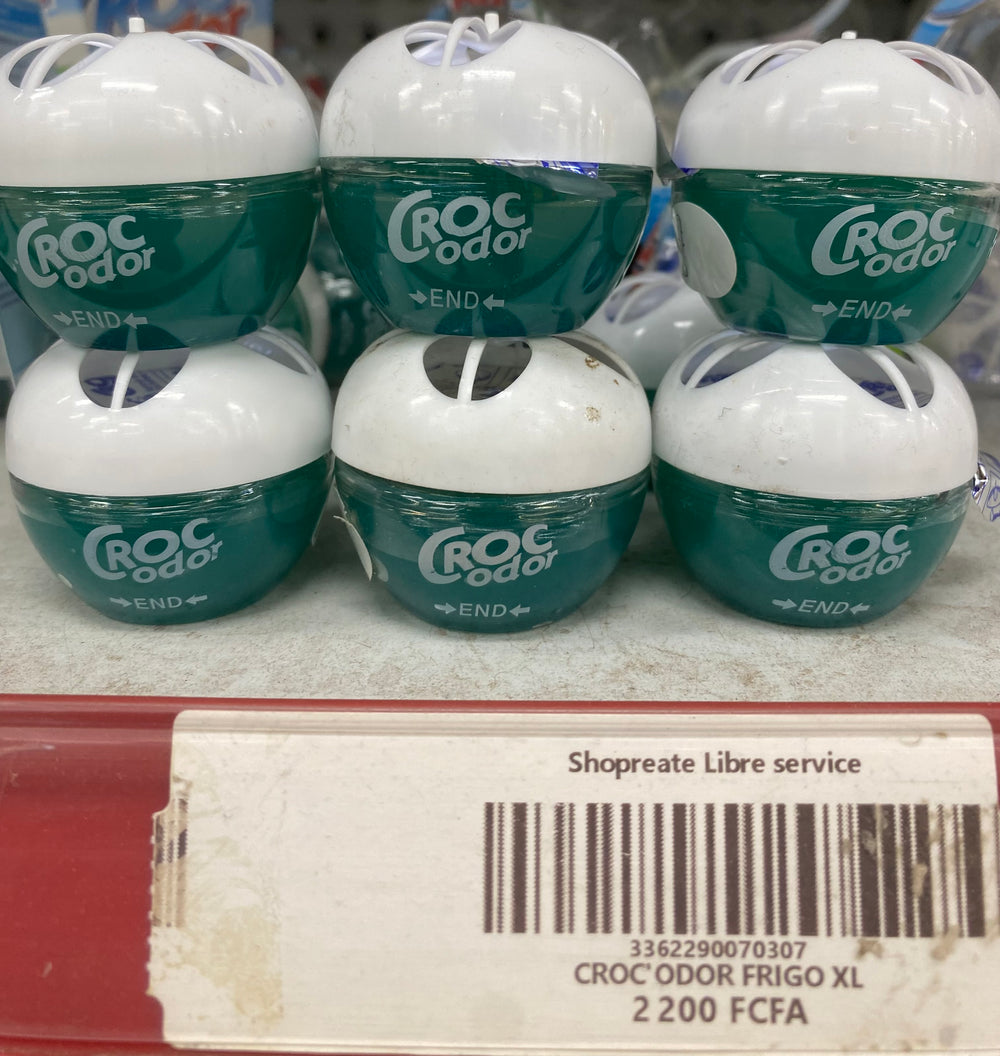 CROC
odor
END
CROC
odor
END
CROC
odor
END
CROC
odor
END
CROC
odor
END
CROC
odor
END
Shopreate Libre service
3362290070307
CROC'ODOR FRIGO XL
2 200 FCFA